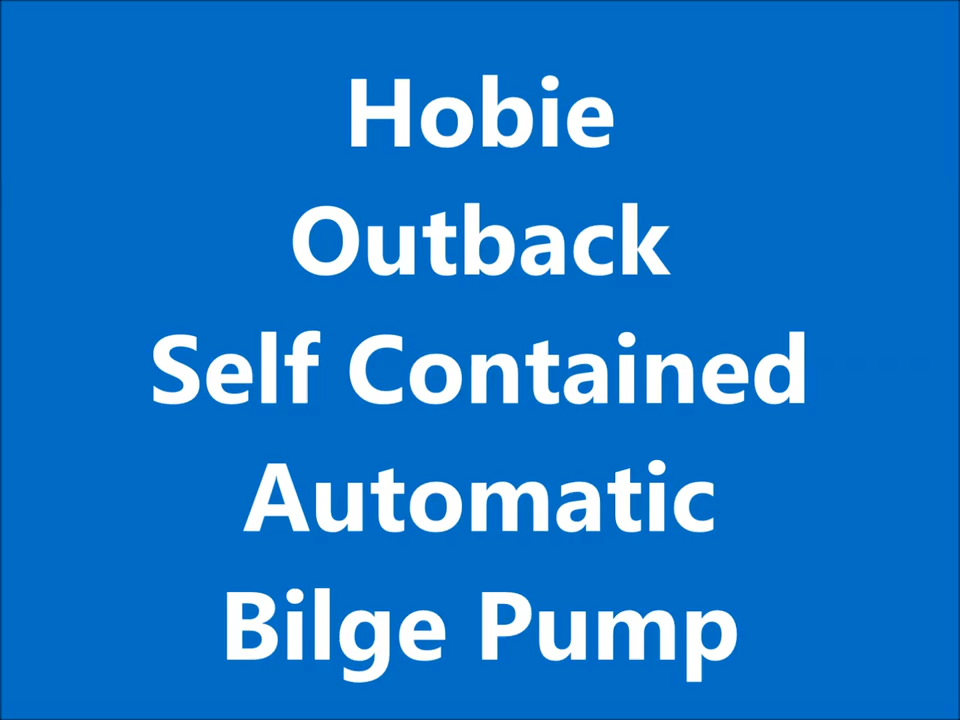 Hobie
Outback
Self Contained
Automatic
Bilge Pump